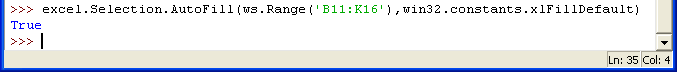 >>> excel.Selection.AutoFill(ws.Range('B11:K16'),win32.constants.xlFillDefault)
True
>>>
Ln: 35 Col: 4